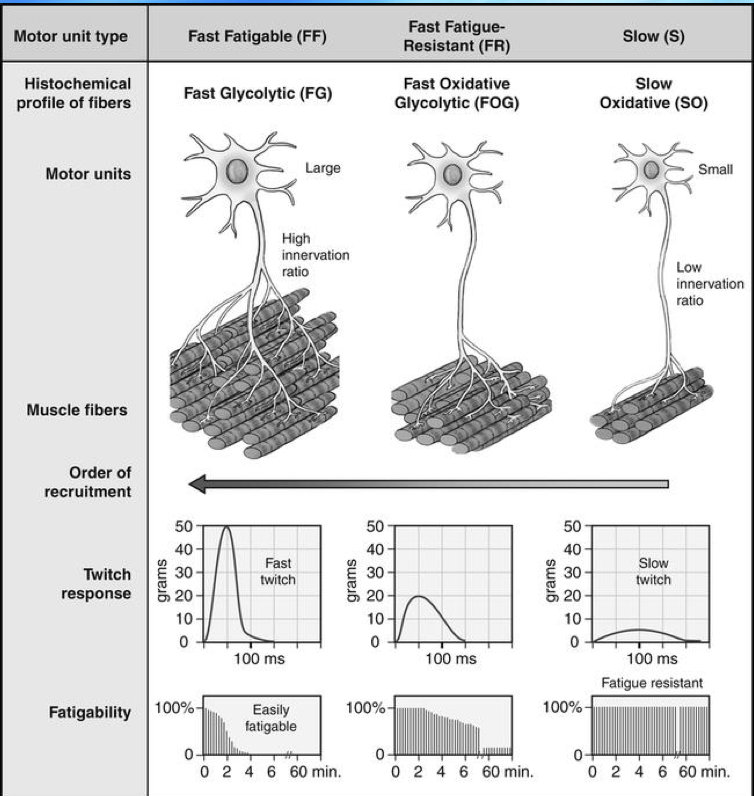 Motor unit type
Fast Fatigable (FF)
Fast Fatigue-
Resistant (FR)
Slow (S)
Histochemical
profile of fibers
Fast Glycolytic (FG)
Fast Oxidative
Glycolytic (FOG)
Slow
Oxidative (SO)
Motor units
Large
High
innervation
ratio
Small
Low
innervation
ratio
Muscle fibers
Order of
recruitment
Twitch
response
50
40
30
20
10
0
grams
Fast
twitch
100 ms
50
40
30
20
10
0
grams
100 ms
50
40
30
20
10
0
grams
Slow
twitch
100 ms
Fatigability
100%
0
Easily
fatigable
0 2 4 6 60 min.
100%
0
0 2 4 6 60 min.
Fatigue resistant
100%
0
0 2 4 6 60 min.